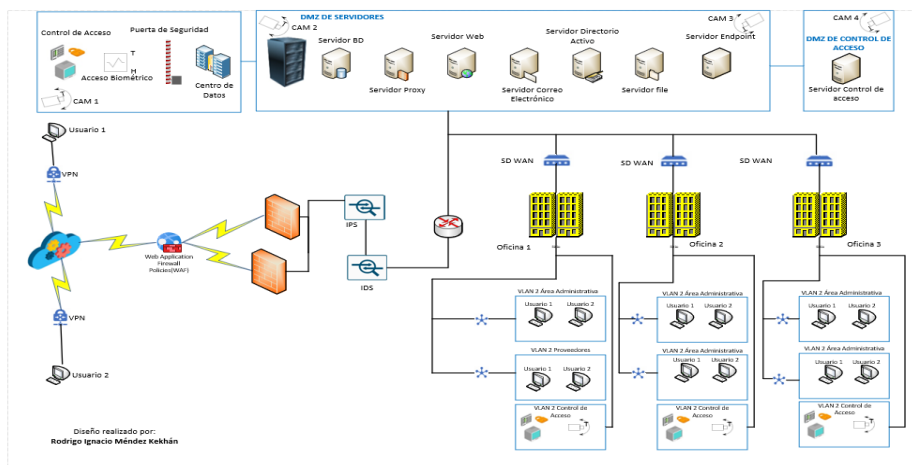 Control de Acceso
Puerta de Seguridad
T
M
Acceso Biométrico
CAM 1
Centro de
Datos
CAM 2
DMZ DE SERVIDORES
Servidor BD
Servidor Proxy
Servidor Web
Servidor Correo
Electrónico
Servidor Directorio
Activo
Servidor file
Servidor Endpoint
CAM 3
CAM 4
DMZ DE CONTROL DE
ACCESO
Servidor Control de
acceso
Usuario 1
VPN
Web Application
Firewall
Policies(WAF)
IPS
IDS
VPN
Usuario 2
SD WAN
SD WAN
SD WAN
Oficina 1
Oficina 2
Oficina 3
VLAN 2 Área Administrativa
Usuario 1
Usuario 2
VLAN 2 Proveedores
Usuario 1
Usuario 2
VLAN 2 Control de
Acceso
VLAN 2 Área Administrativa
Usuario 1
Usuario 2
VLAN 2 Área Administrativa
Usuario 1
Usuario 2
VLAN 2 Control de
Acceso
VLAN 2 Área Administrativa
Usuario 1
Usuario 2
VLAN 2 Área Administrativa
Usuario 1
Usuario 2
VLAN 2 Control de
Acceso
Diseño realizado por:
Rodrigo Ignacio Méndez Kekhán